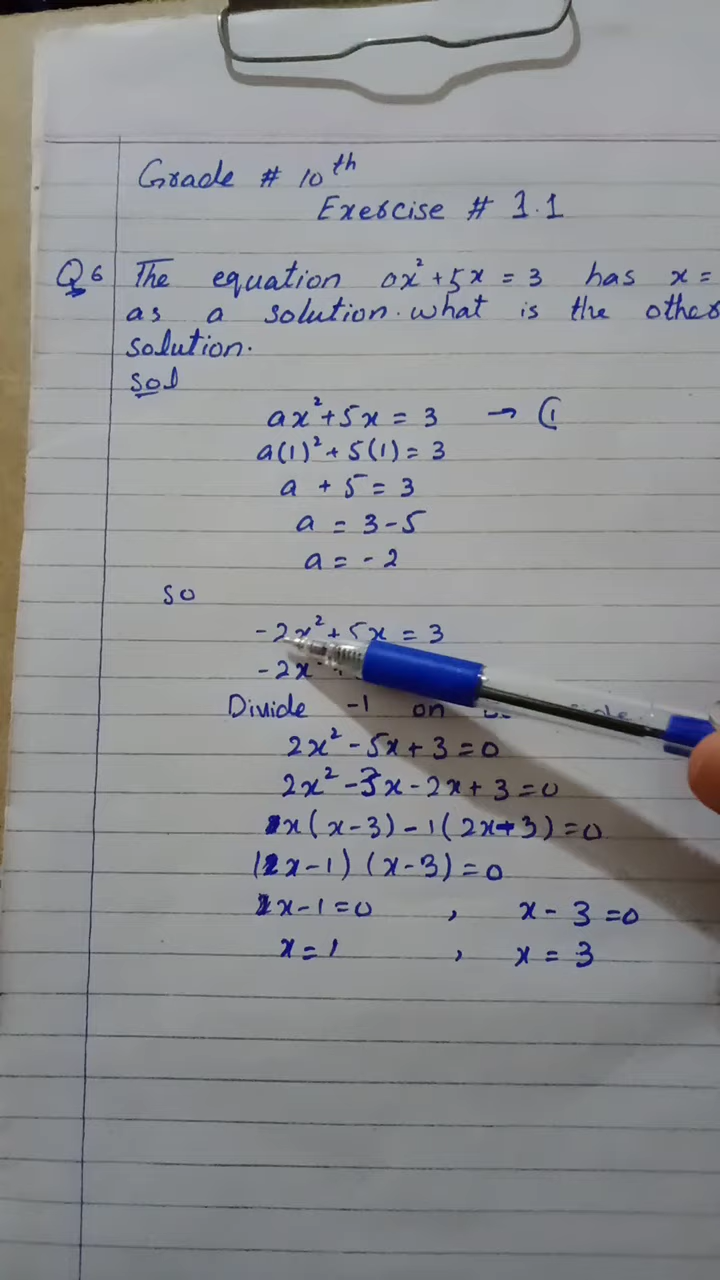 Grade # 10th
Exercise # 1.1
Q6 The equation ax²+5x = 3 has x =
as a solution. what is the other
solution.
Sol
ax²+5x = 3 → (1
a(1)²+5(1) = 3
a + 5 = 3
a = 3-5
a = -2
so
-2x²+5x = 3
-2x
Divide -1 on
2x²-5x+3 = 0
2x²-3x-2x+3 = 0
x(x-3)-1(2x+3) = 0
(2x-1) (x-3) = 0
x-1 = 0 , x-3 = 0
x = 1 , x = 3